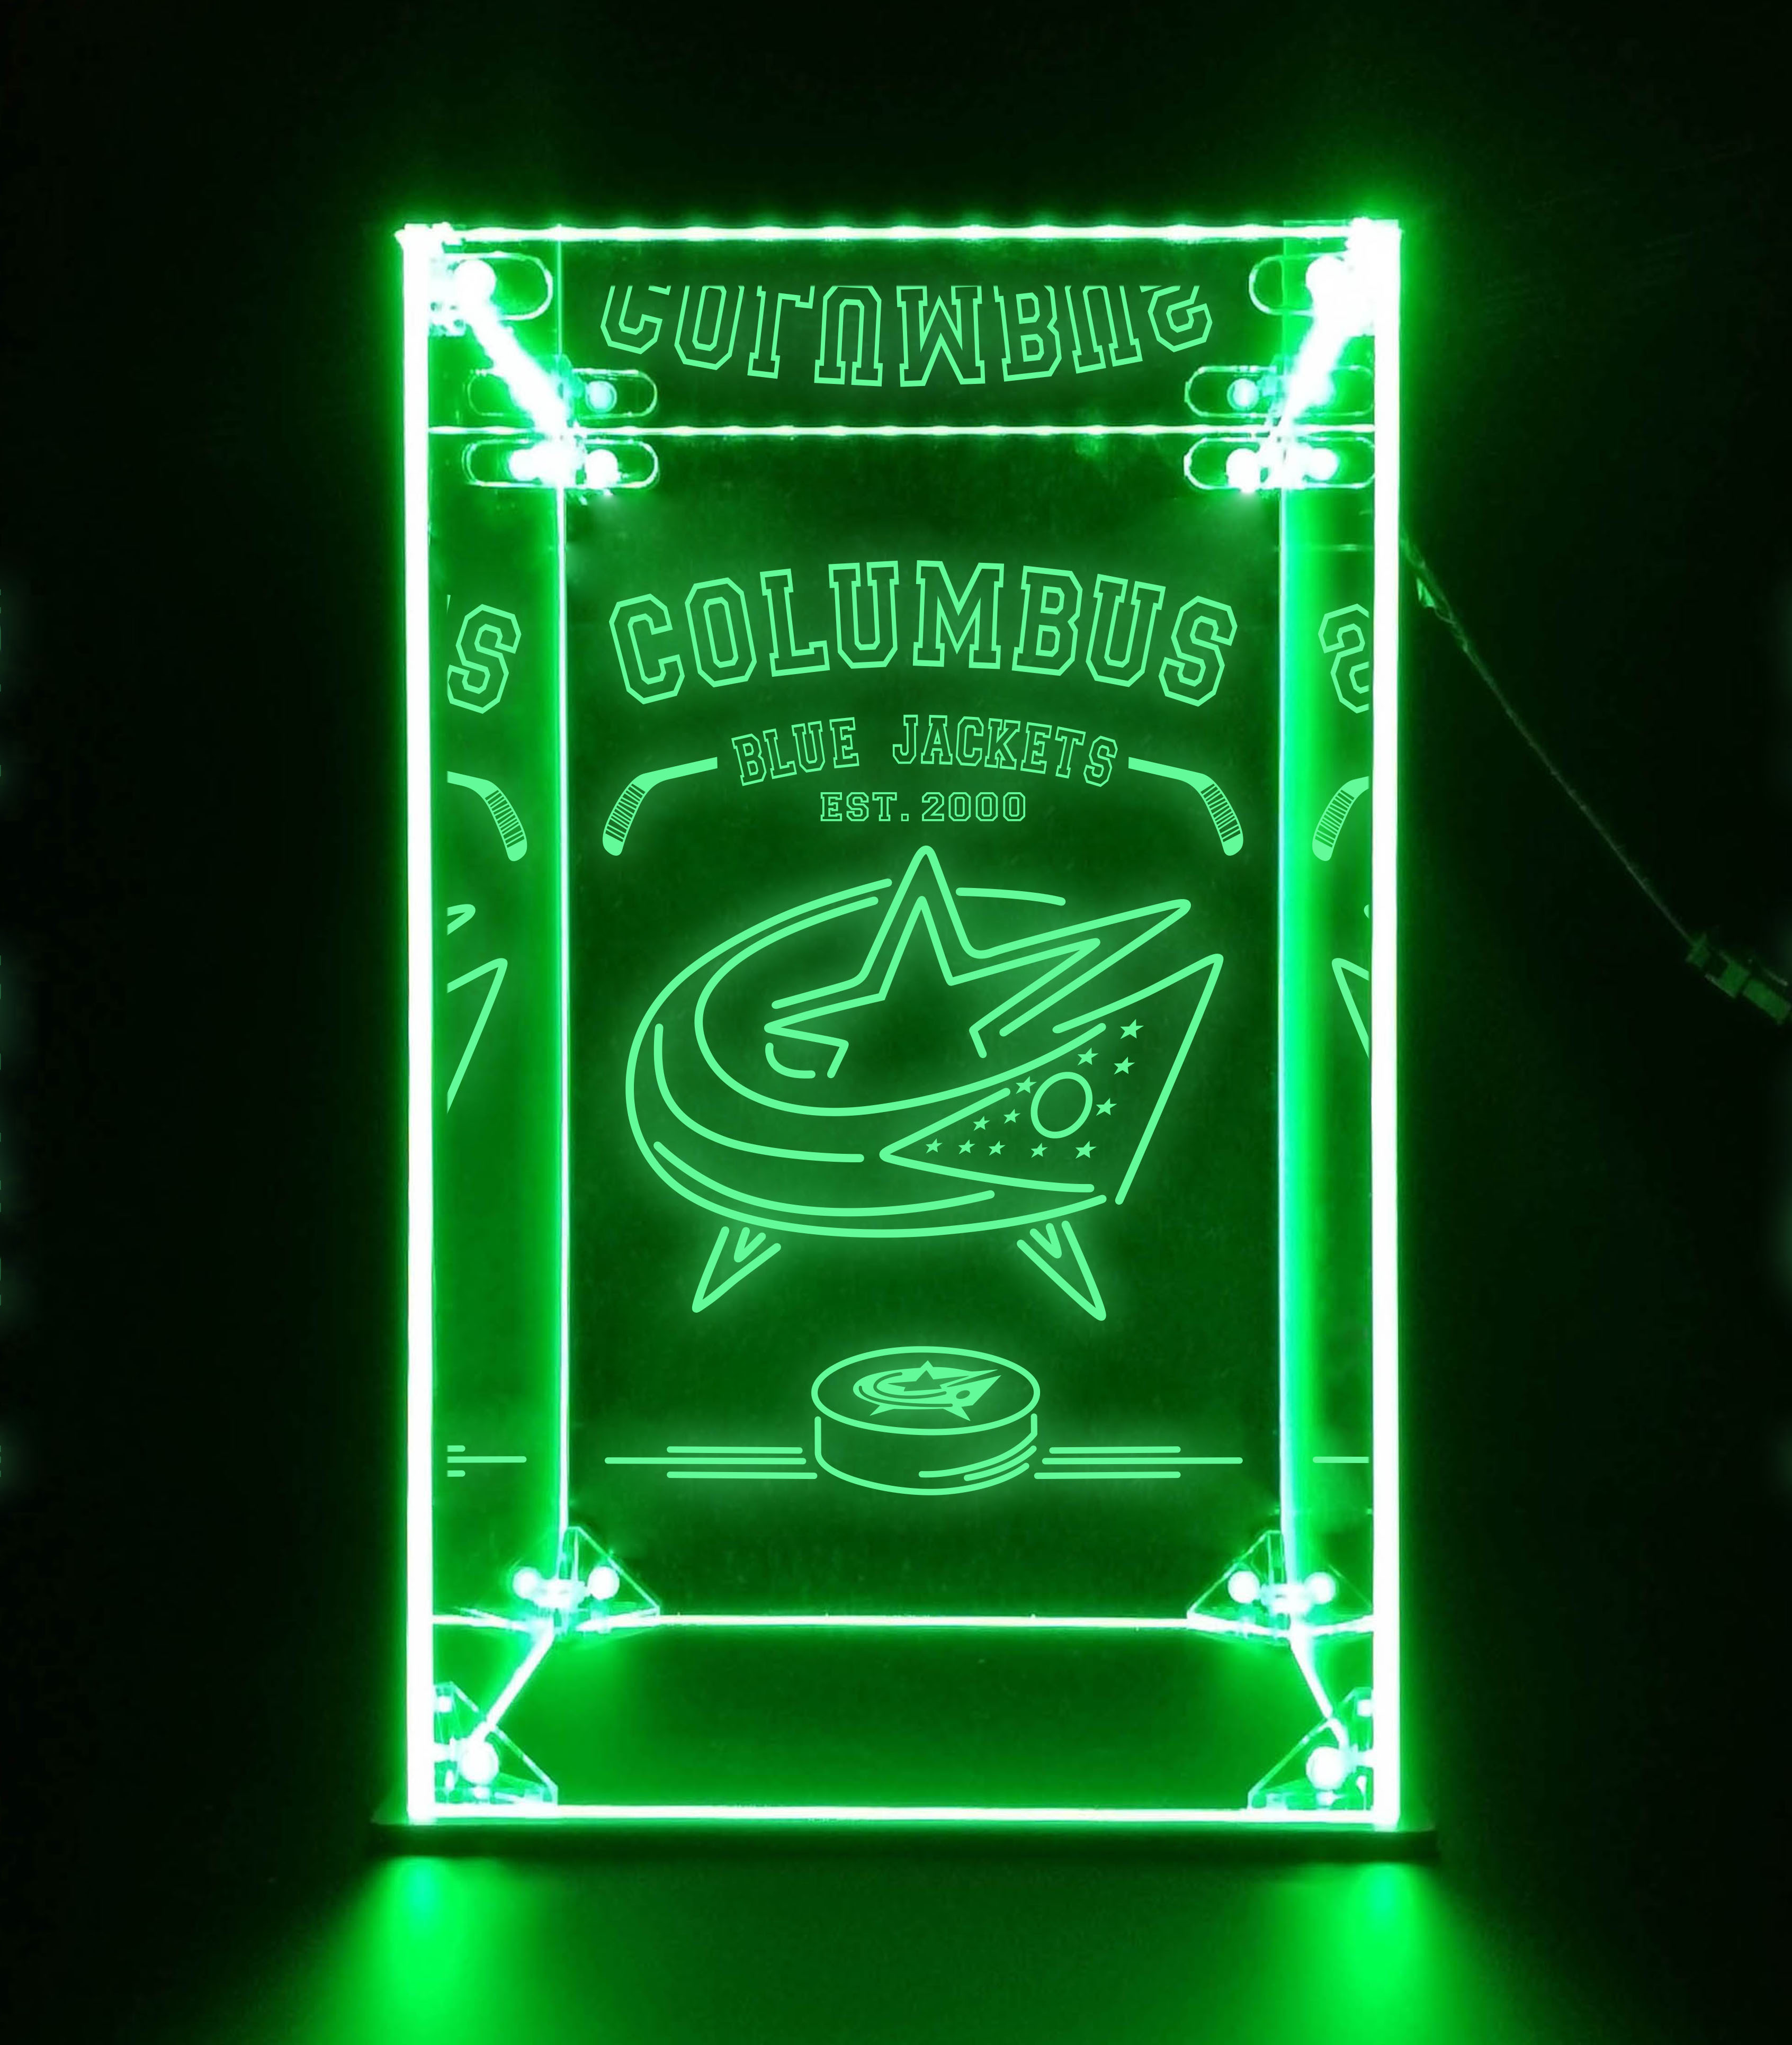 COLUMBUS
COLUMBUS
BLUE JACKETS
EST. 2000
S
S